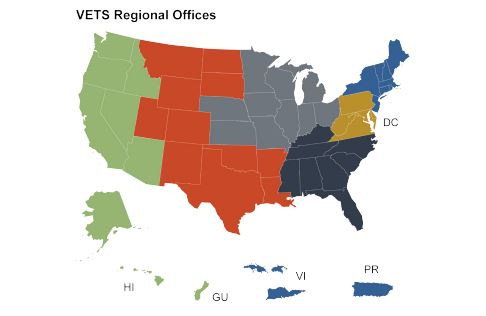 VETS Regional Offices
DC
HI
GU
VI
PR